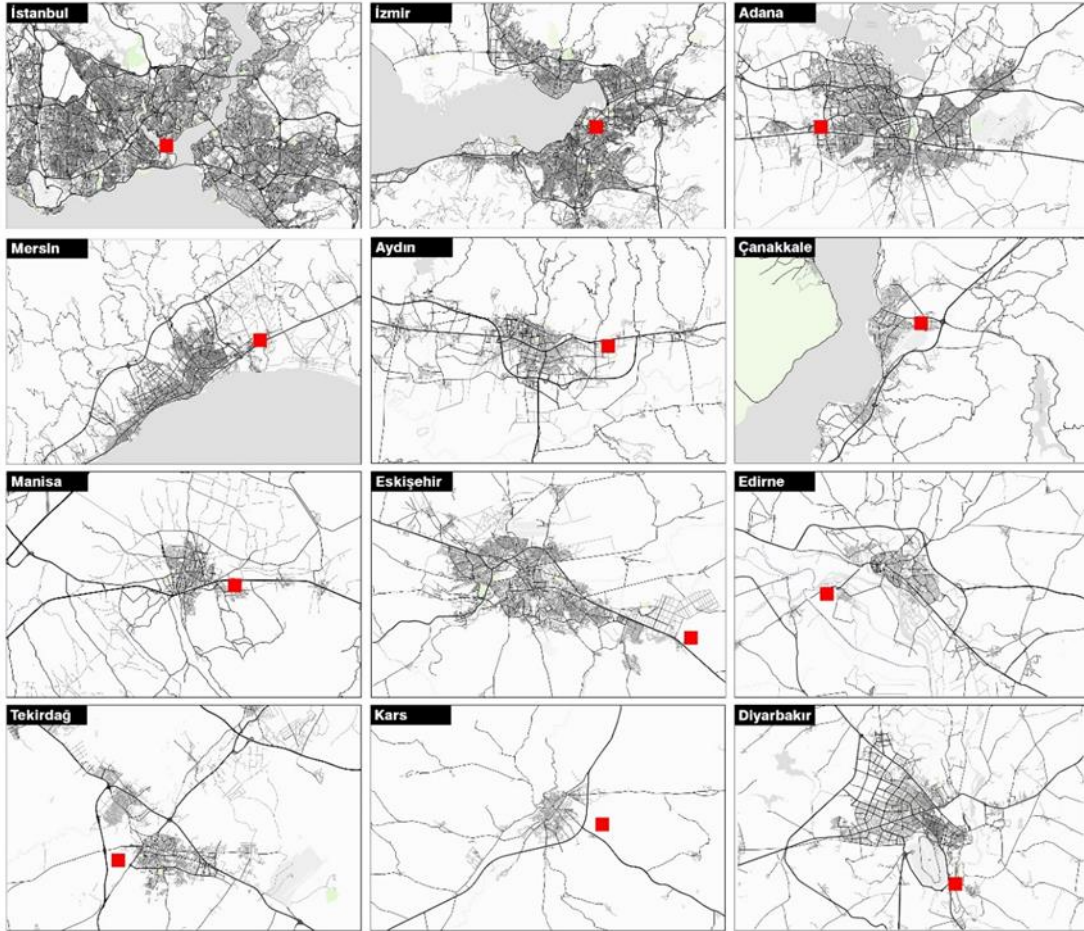 İstanbul
İzmir
Adana
Mersin
Aydın
Çanakkale
Manisa
Eskişehir
Edirne
Tekirdağ
Kars
Diyarbakır